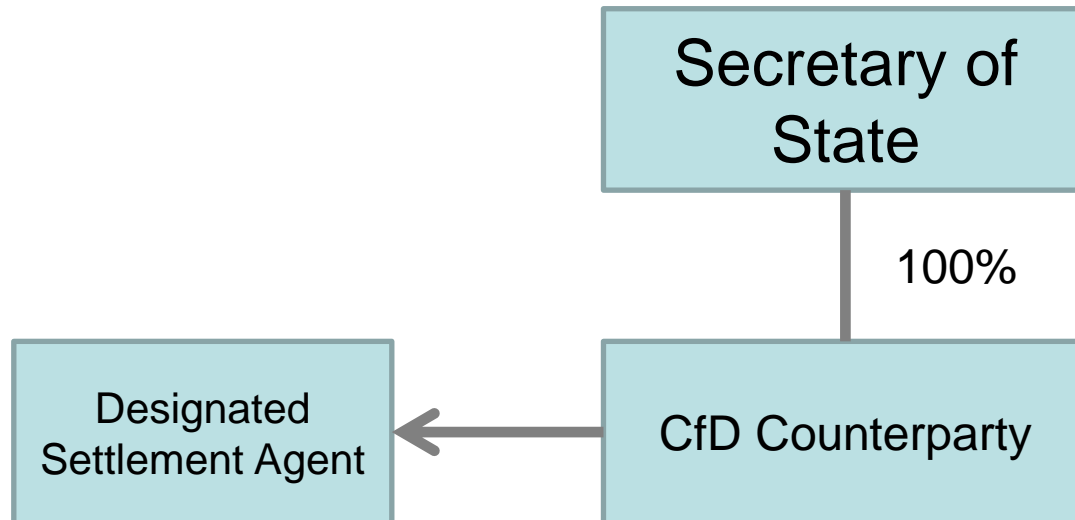 Secretary of
State
100%
Designated
Settlement Agent
CfD Counterparty